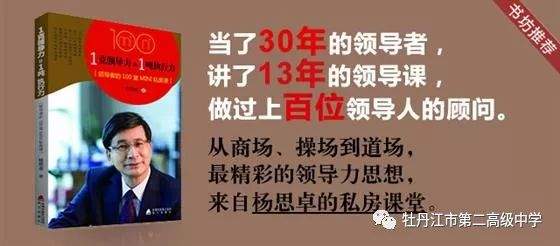 书坊推荐
100
1克领导力=1吨执行力
当了30年的领导者，
讲了13年的领导课，
做过上百位领导人的顾问。
从商场、操场到道场，
最精彩的领导力思想，
来自杨思卓的私房课堂。
牡丹江市第二高级中学